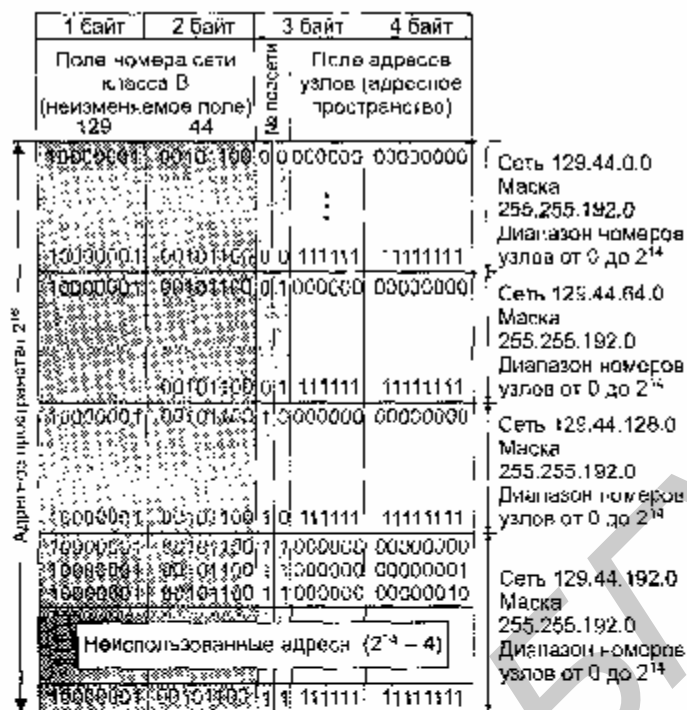 1 байт 2 байт 3 байт 4 байт
Поле номера сети
класса В
(неизменяемое поле)
129 44
№ подсети
Поле адресов
узлов (адресное
пространство)
Адресное пространство 2¹⁶
10000001 00101100 0 0 000000 00000000
10000001 00101100 0 0 111111 11111111
Сеть 129.44.0.0
Маска
255.255.192.0
Диапазон номеров
узлов от 0 до 2¹⁴
10000001 00101100 0 1 000000 00000000
00101100 0 1 111111 11111111
Сеть 129.44.64.0
Маска
255.255.192.0
Диапазон номеров
узлов от 0 до 2¹⁴
10000001 00101100 1 0 000000 00000000
10000001 00101100 1 0 111111 11111111
Сеть 129.44.128.0
Маска
255.255.192.0
Диапазон номеров
узлов от 0 до 2¹⁴
10000001 00101100 1 1 000000 00000000
10000001 00101100 1 1 000000 00000001
10000001 00101100 1 1 000000 00000010
Неиспользованные адреса (2¹⁴ – 4)
10000001 00101100 1 1 111111 11111111
Сеть 129.44.192.0
Маска
255.255.192.0
Диапазон номеров
узлов от 0 до 2¹⁴